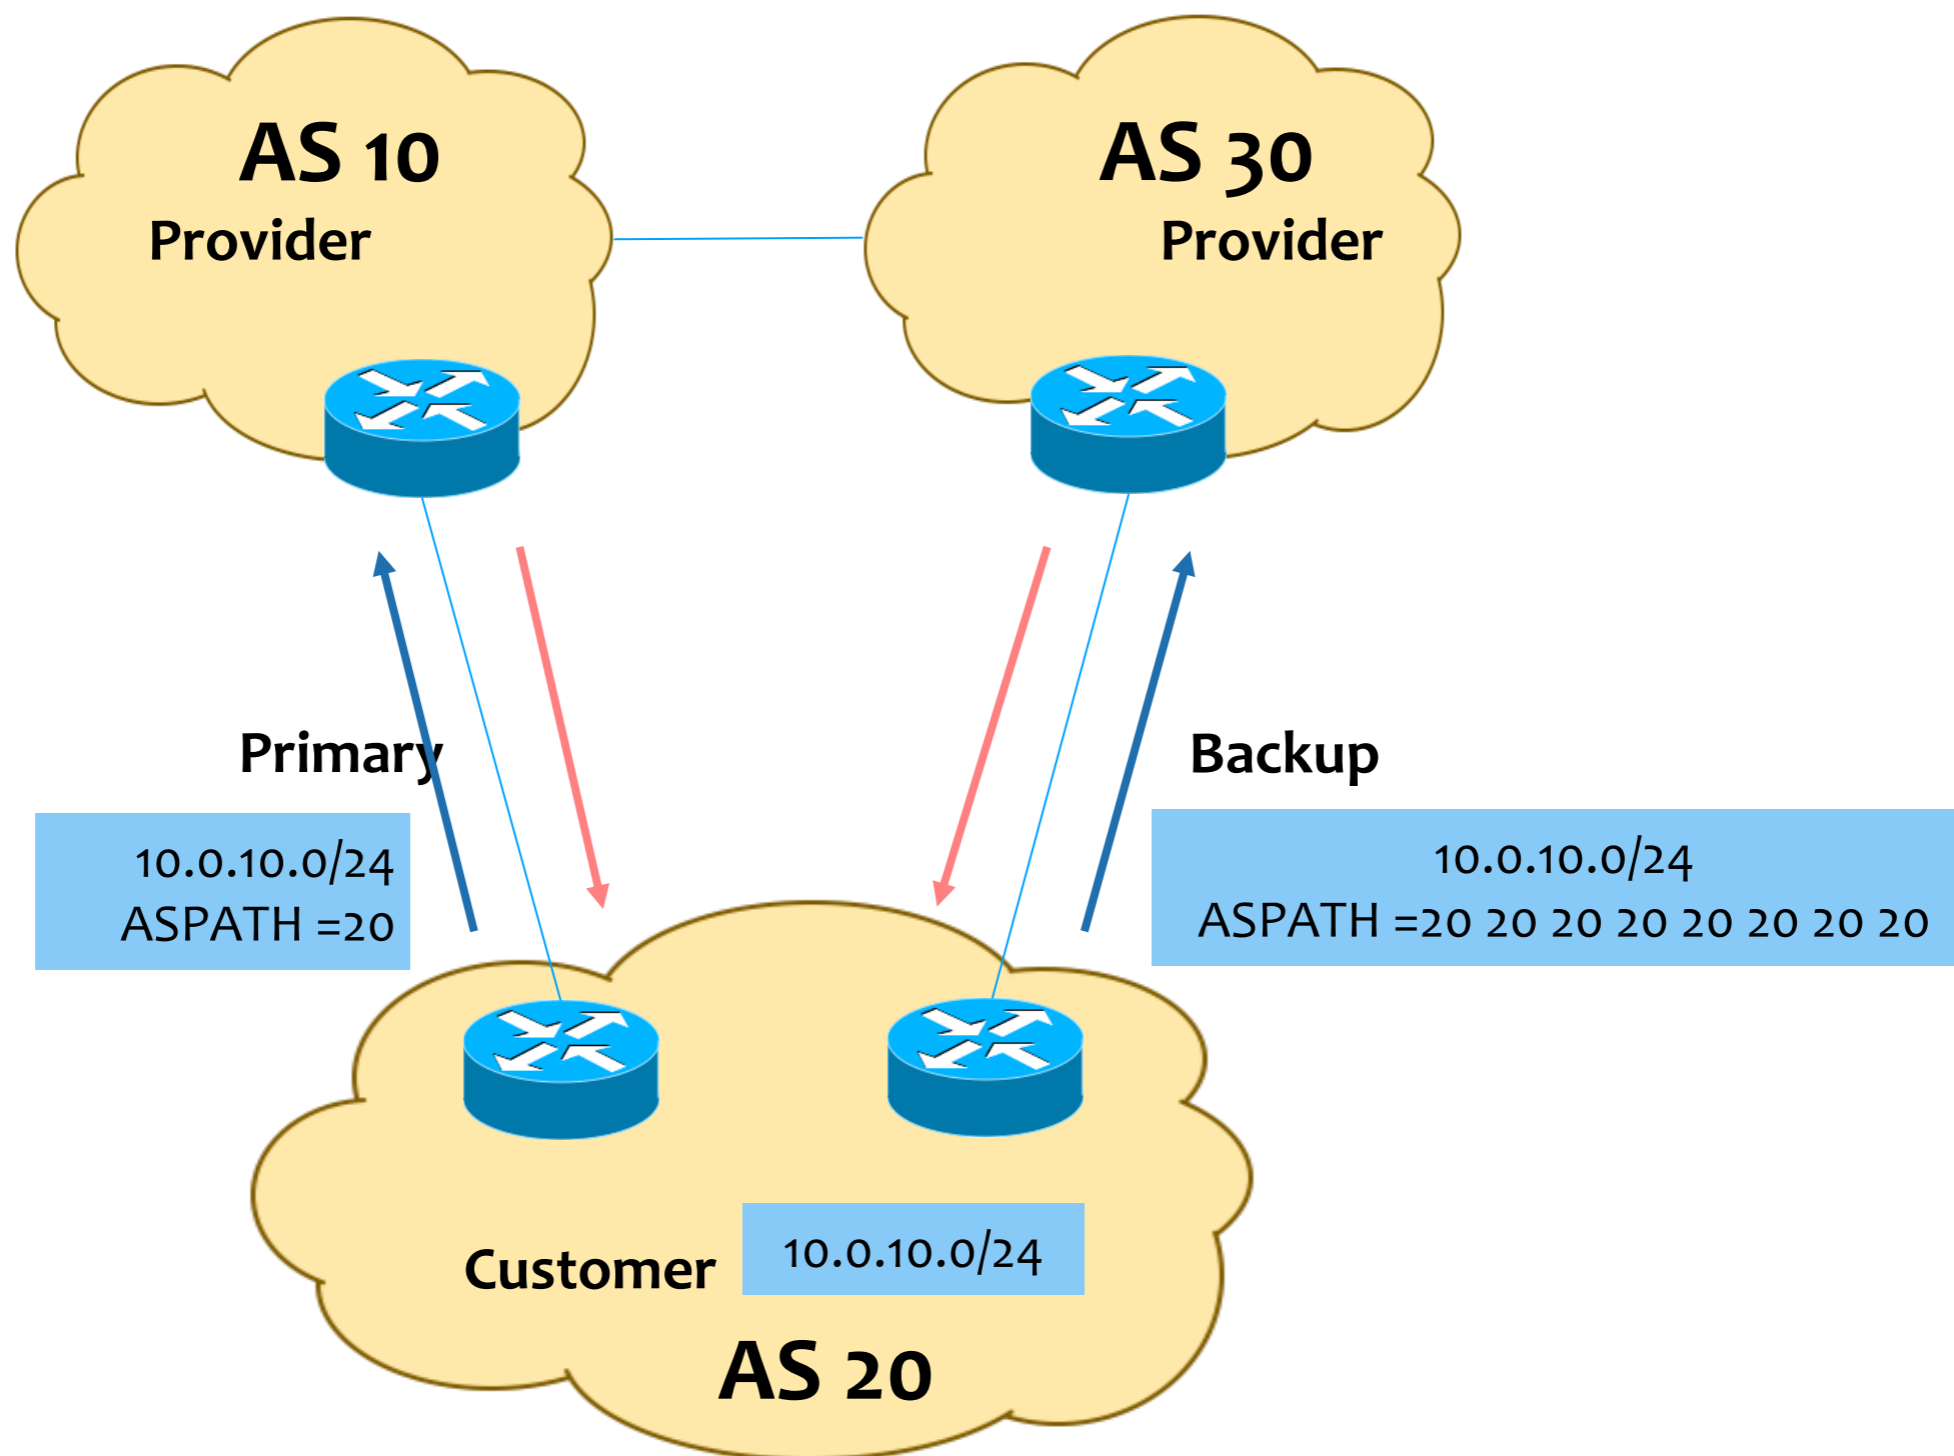 AS 10
Provider
AS 30
Provider
Primary
Backup
10.0.10.0/24
ASPATH =20
10.0.10.0/24
ASPATH =20 20 20 20 20 20 20 20
Customer
10.0.10.0/24
AS 20